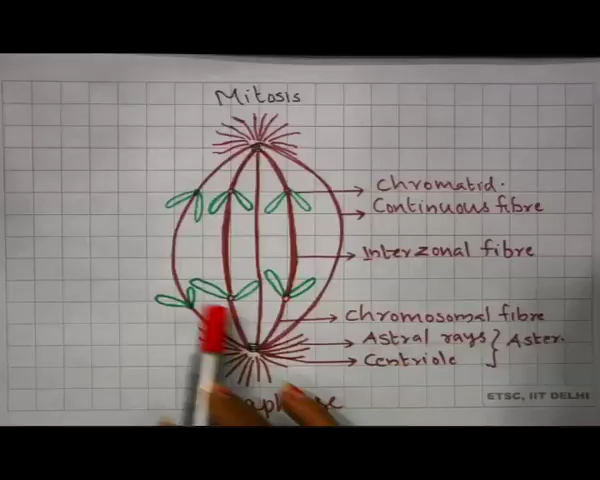 Mitosis
Chromatid.
Continuous fibre
Interzonal fibre
Chromosomal fibre
Astral rays } Aster.
Centriole
ETSC, IIT DELHI